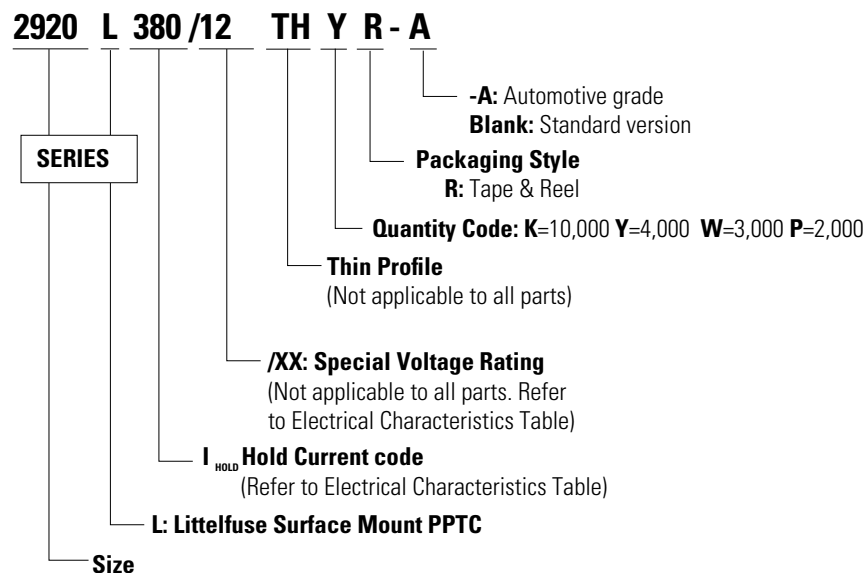 2920 L 380/12 TH Y R - A
-A: Automotive grade
Blank: Standard version
SERIES
Packaging Style
R: Tape & Reel
Quantity Code: K=10,000 Y=4,000 W=3,000 P=2,000
Thin Profile
(Not applicable to all parts)
/XX: Special Voltage Rating
(Not applicable to all parts. Refer
to Electrical Characteristics Table)
I HOLD Hold Current code
(Refer to Electrical Characteristics Table)
L: Littelfuse Surface Mount PPTC
Size